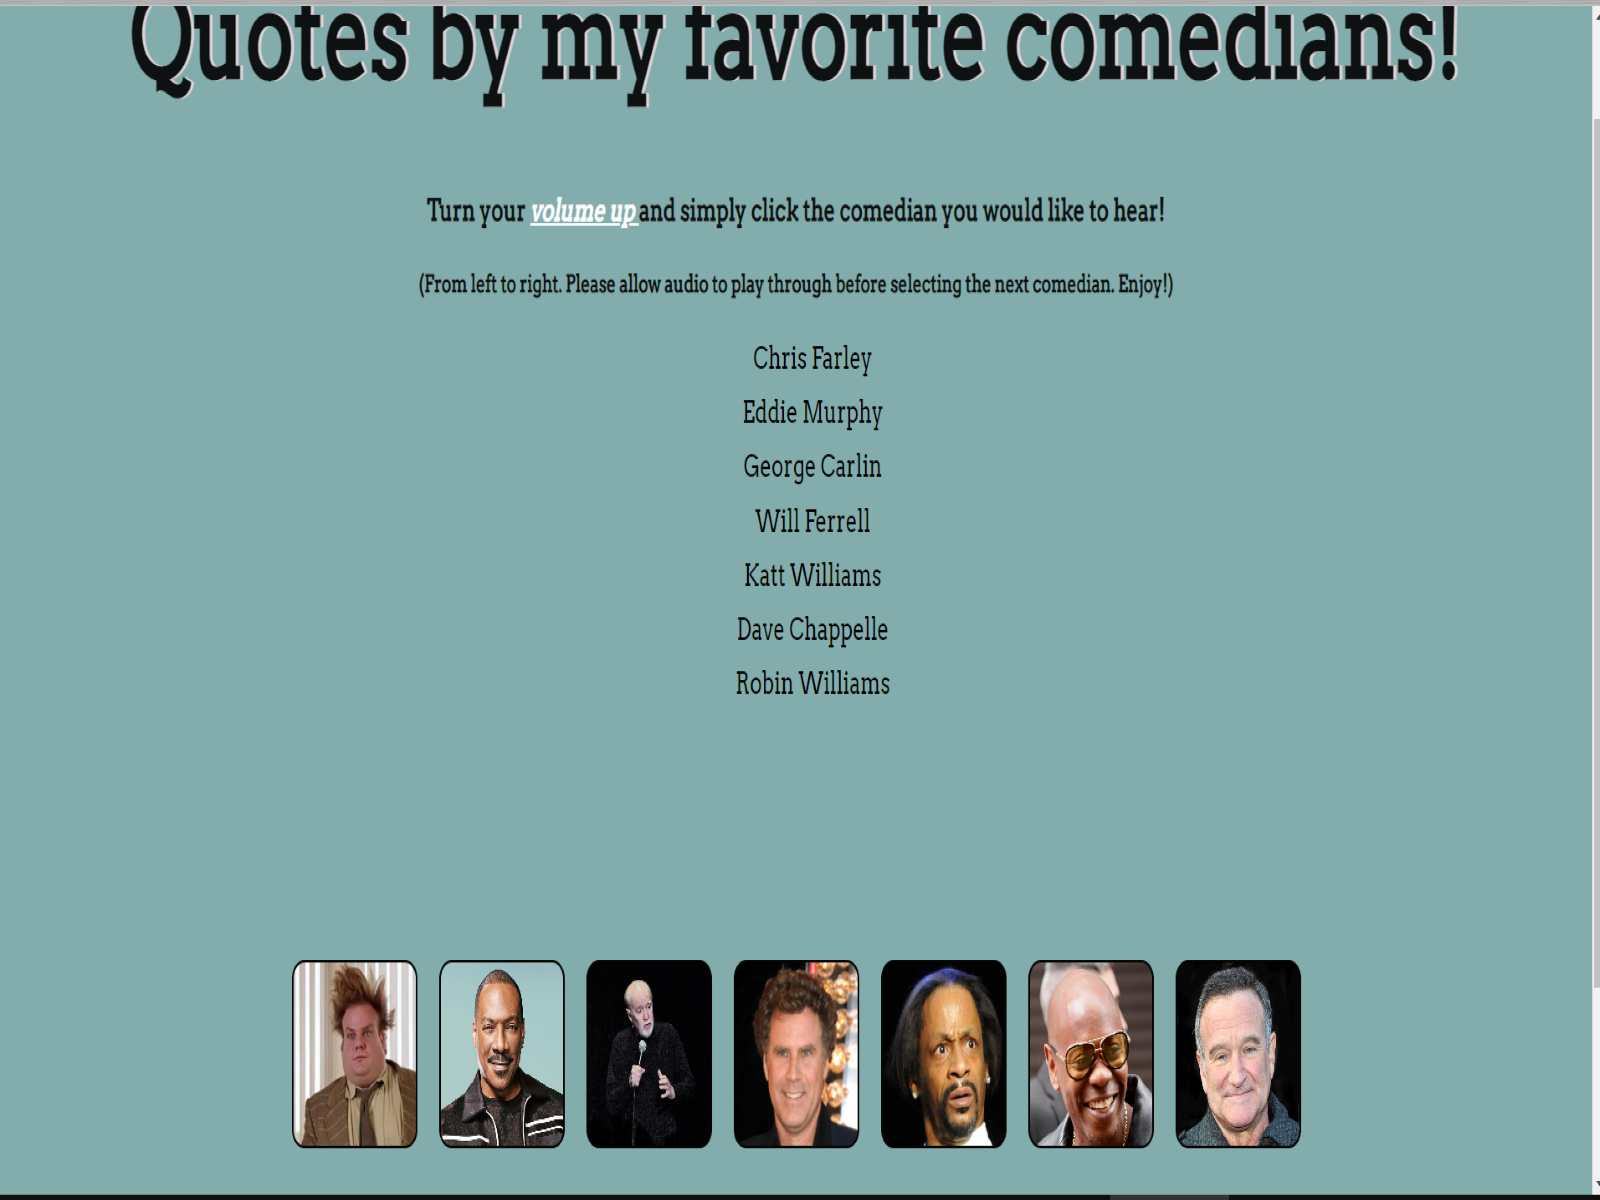 Quotes by my favorite comedians!
Turn your volume up and simply click the comedian you would like to hear!
(From left to right. Please allow audio to play through before selecting the next comedian. Enjoy!)
Chris Farley
Eddie Murphy
George Carlin
Will Ferrell
Katt Williams
Dave Chappelle
Robin Williams